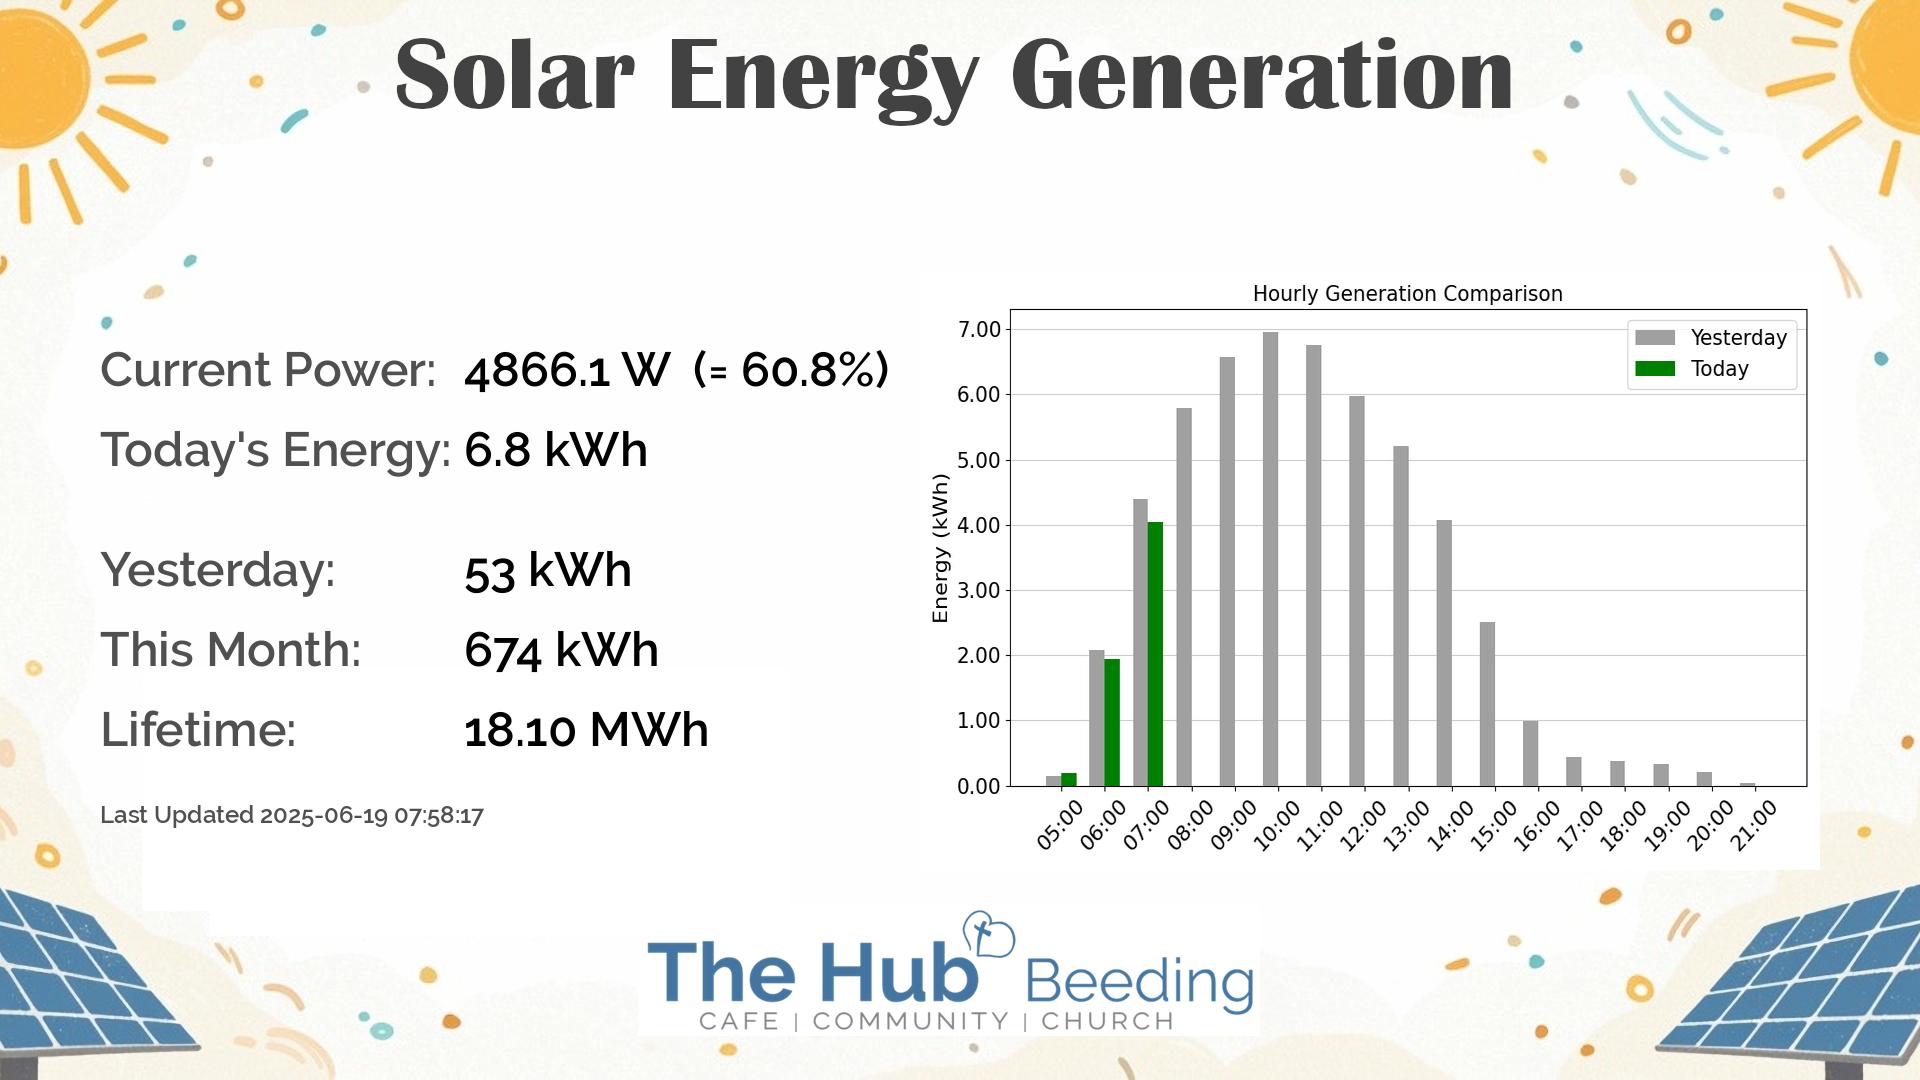 Solar Energy Generation
Current Power: 4866.1 W (= 60.8%)
Today's Energy: 6.8 kWh
Yesterday: 53 kWh
This Month: 674 kWh
Lifetime: 18.10 MWh
Last Updated 2025-06-19 07:58:17
Hourly Generation Comparison
Yesterday
Today
Energy (kWh)
7.00
6.00
5.00
4.00
3.00
2.00
1.00
0.00
05:00 06:00 07:00 08:00 09:00 10:00 11:00 12:00 13:00 14:00 15:00 16:00 17:00 18:00 19:00 20:00 21:00
The Hub Beeding
CAFE | COMMUNITY | CHURCH